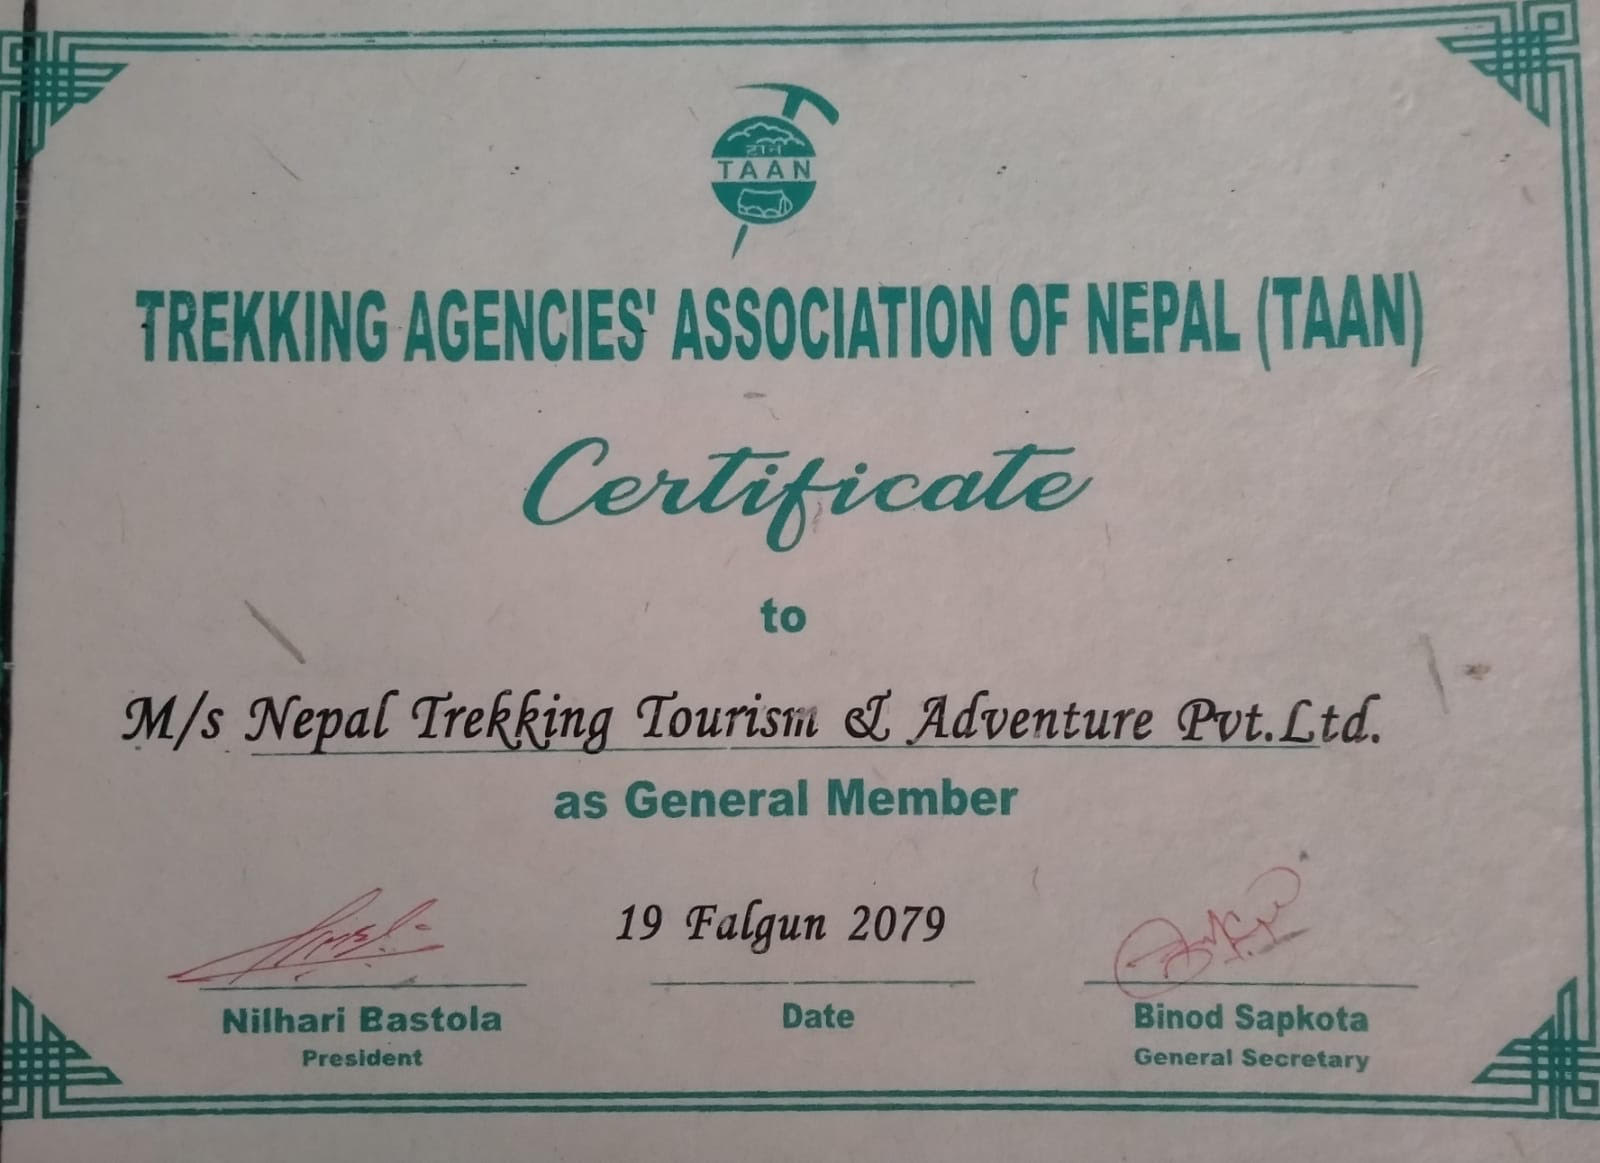 टान
TAAN
TREKKING AGENCIES' ASSOCIATION OF NEPAL (TAAN)
Certificate
to
M/s Nepal Trekking Tourism & Adventure Pvt.Ltd.
as General Member
19 Falgun 2079
Nilhari Bastola
Date
Binod Sapkota
President
General Secretary